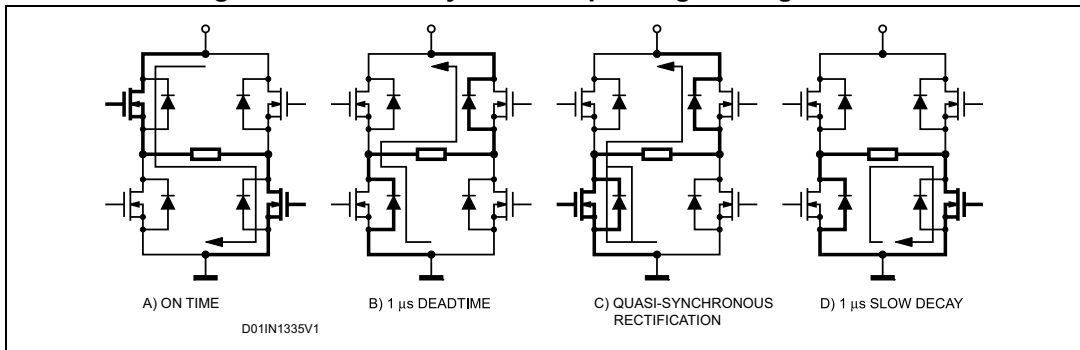 A) ON TIME
B) 1 μs DEADTIME
C) QUASI-SYNCHRONOUS
RECTIFICATION
D) 1 μs SLOW DECAY
D01IN1335V1